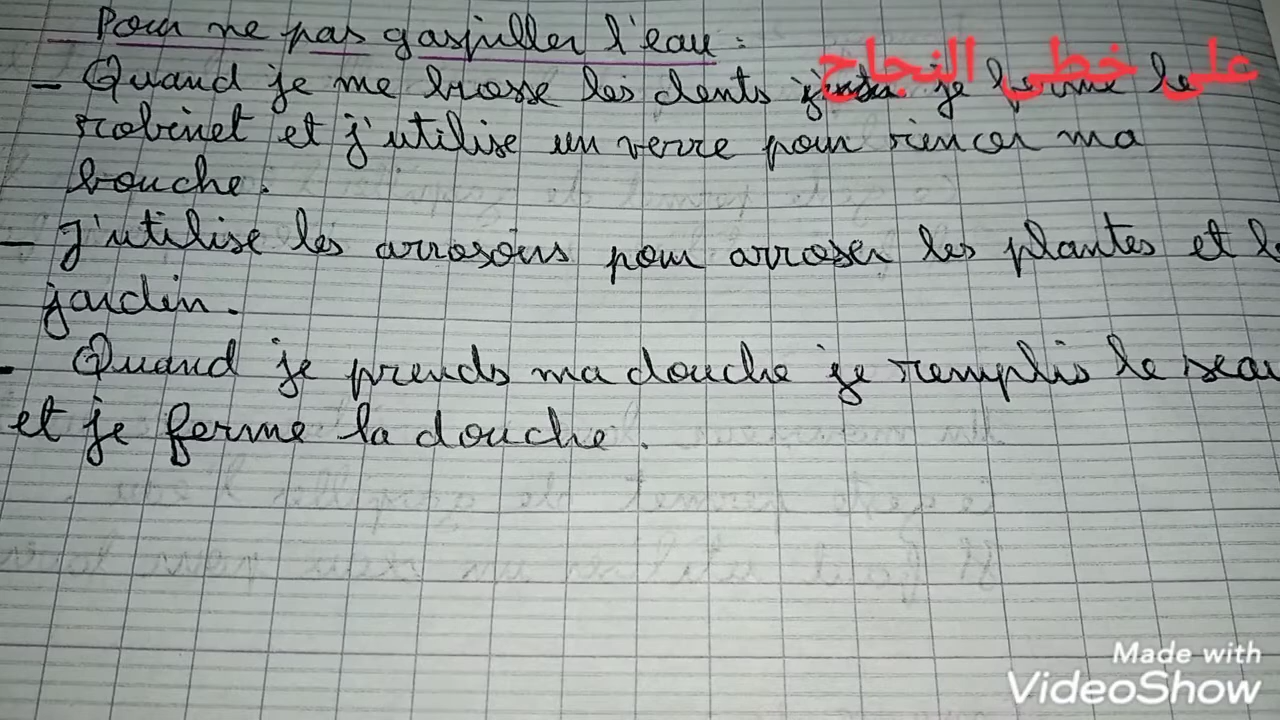 Pour ne pas gaspiller l'eau :
على خطى النجاح
- Quand je me brosse les dents je ferme le
robinet et j'utilise un verre pour riencer ma
bouche.
- J'utilise les arrosoirs pour arroser les plantes et l
jardin.
- Quand je prends ma douche je remplis le seau
et je ferme la douche.
Made with
VideoShow